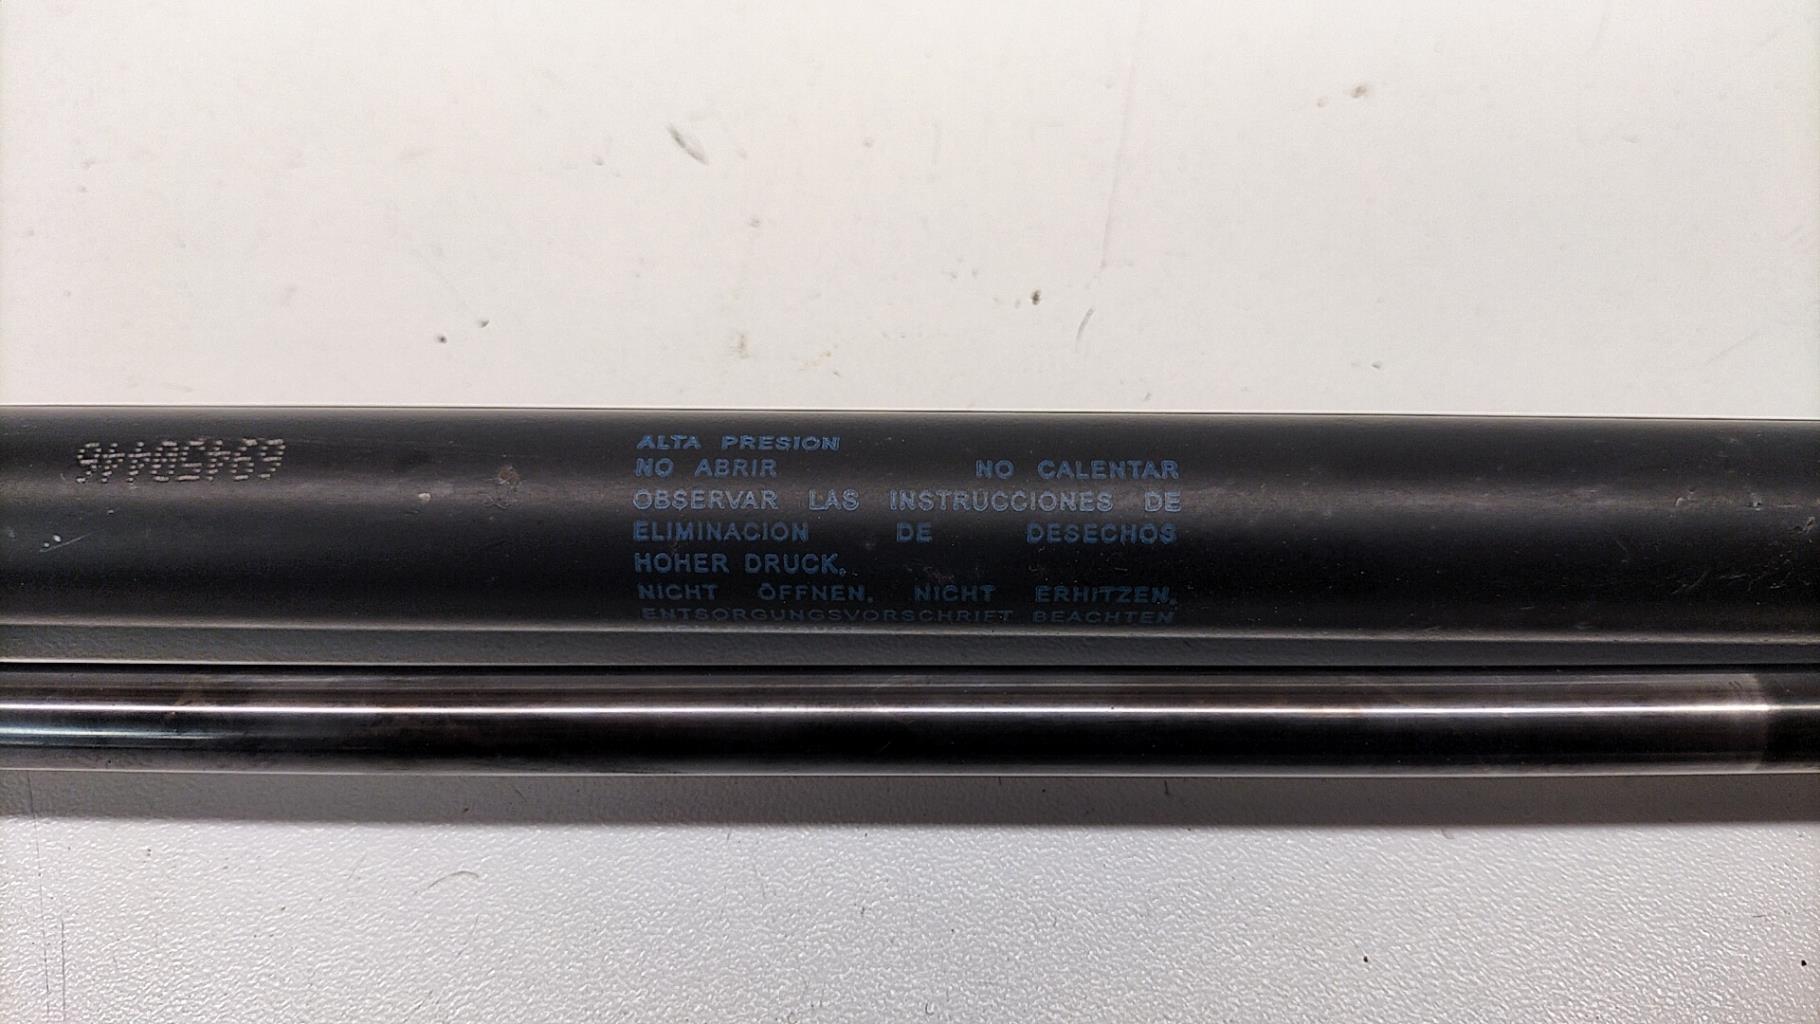 69450446
ALTA PRESION
NO ABRIR NO CALENTAR
OBSERVAR LAS INSTRUCCIONES DE
ELIMINACION DE DESECHOS
HOHER DRUCK.
NICHT ÖFFNEN. NICHT ERHITZEN.
ENTSORGUNGSVORSCHRIFT BEACHTEN